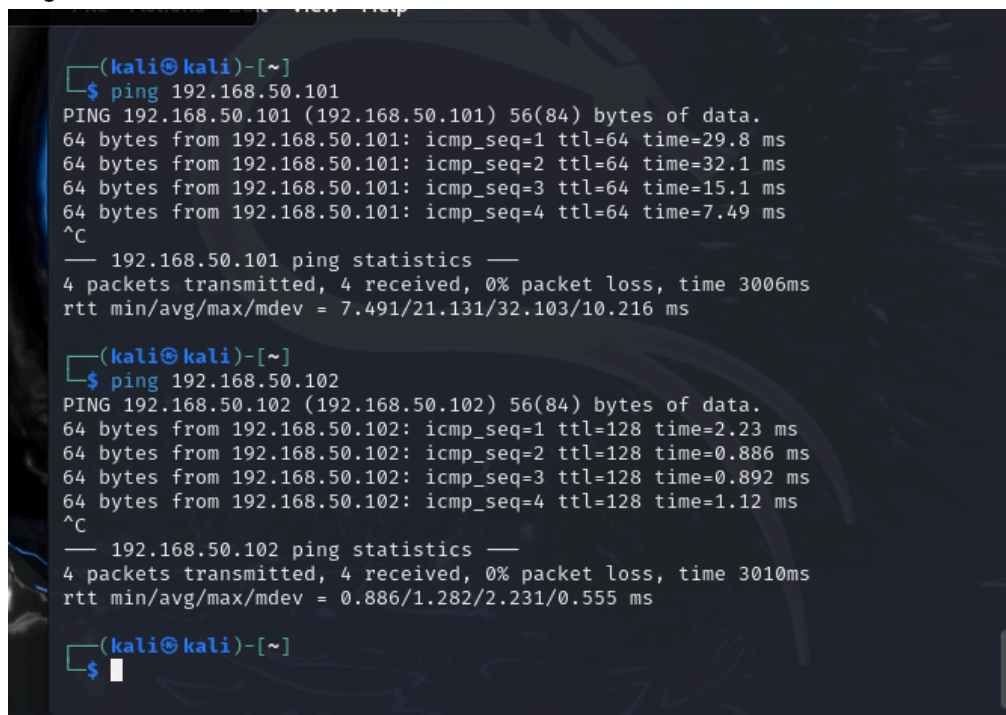 File Actions Edit View Help
┌──(kali㉿kali)-[~]
└─$ ping 192.168.50.101
PING 192.168.50.101 (192.168.50.101) 56(84) bytes of data.
64 bytes from 192.168.50.101: icmp_seq=1 ttl=64 time=29.8 ms
64 bytes from 192.168.50.101: icmp_seq=2 ttl=64 time=32.1 ms
64 bytes from 192.168.50.101: icmp_seq=3 ttl=64 time=15.1 ms
64 bytes from 192.168.50.101: icmp_seq=4 ttl=64 time=7.49 ms
^C
--- 192.168.50.101 ping statistics ---
4 packets transmitted, 4 received, 0% packet loss, time 3006ms
rtt min/avg/max/mdev = 7.491/21.131/32.103/10.216 ms
┌──(kali㉿kali)-[~]
└─$ ping 192.168.50.102
PING 192.168.50.102 (192.168.50.102) 56(84) bytes of data.
64 bytes from 192.168.50.102: icmp_seq=1 ttl=128 time=2.23 ms
64 bytes from 192.168.50.102: icmp_seq=2 ttl=128 time=0.886 ms
64 bytes from 192.168.50.102: icmp_seq=3 ttl=128 time=0.892 ms
64 bytes from 192.168.50.102: icmp_seq=4 ttl=128 time=1.12 ms
^C
--- 192.168.50.102 ping statistics ---
4 packets transmitted, 4 received, 0% packet loss, time 3010ms
rtt min/avg/max/mdev = 0.886/1.282/2.231/0.555 ms
┌──(kali㉿kali)-[~]
└─$